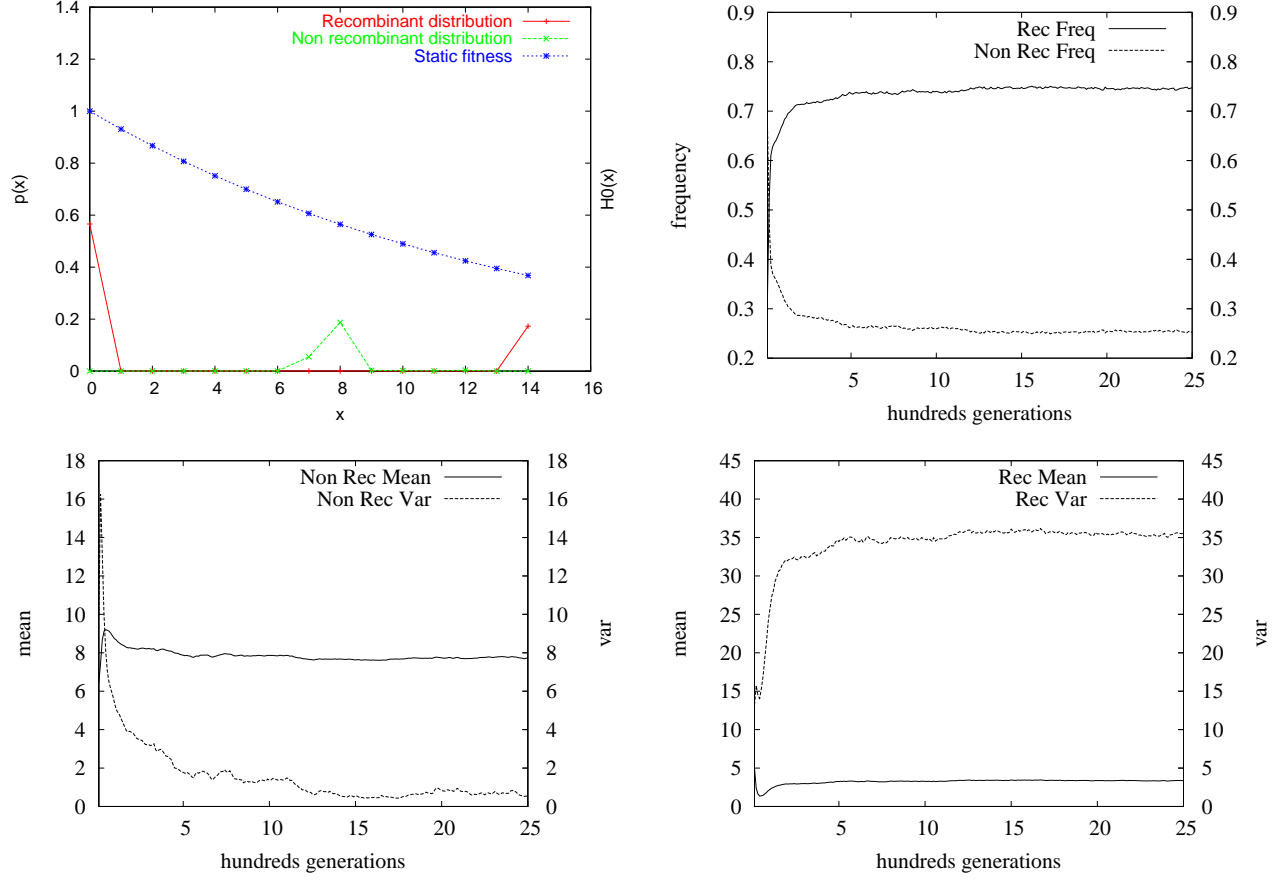 Recombinant distribution
Non recombinant distribution
Static fitness
1.4
1.2
1
0.8
0.6
0.4
0.2
0
p(x)
H0(x)
0 2 4 6 8 10 12 14 16
x
Rec Freq
Non Rec Freq
0.9 0.9
0.8 0.8
0.7 0.7
0.6 0.6
0.5 0.5
0.4 0.4
0.3 0.3
0.2 0.2
frequency
5 10 15 20 25
hundreds generations
Non Rec Mean
Non Rec Var
18 18
16 16
14 14
12 12
10 10
8 8
6 6
4 4
2 2
0 0
mean
var
5 10 15 20 25
hundreds generations
Rec Mean
Rec Var
45 45
40 40
35 35
30 30
25 25
20 20
15 15
10 10
5 5
0 0
mean
var
5 10 15 20 25
hundreds generations